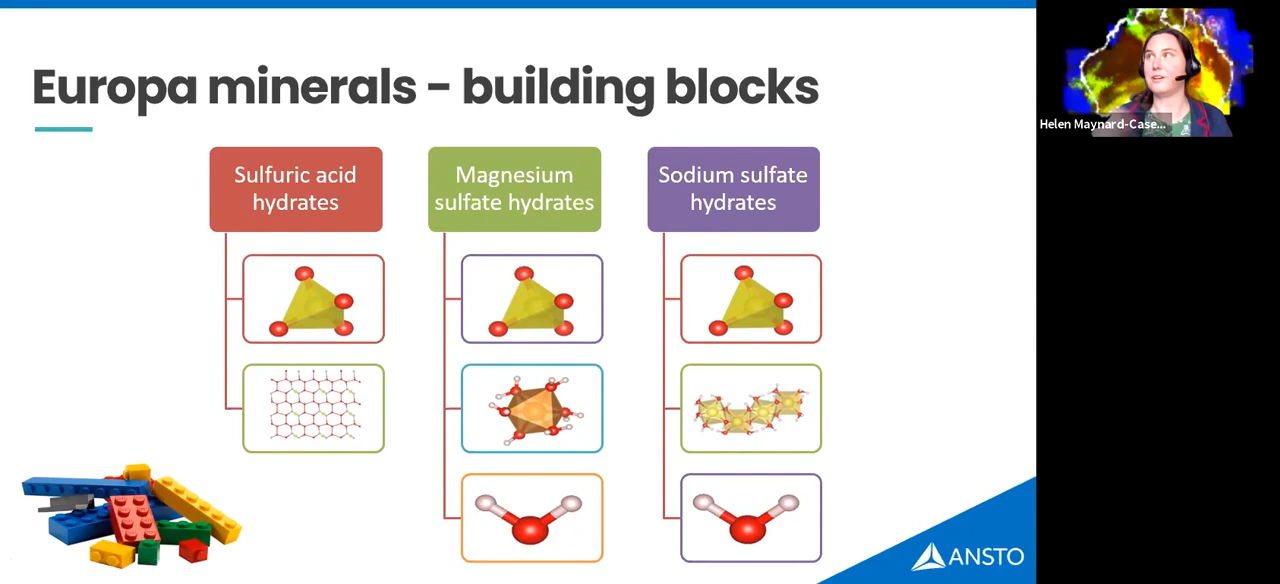 Europa minerals - building blocks
Sulfuric acid
hydrates
Magnesium
sulfate hydrates
Sodium sulfate
hydrates
ANSTO
Helen Maynard-Case...